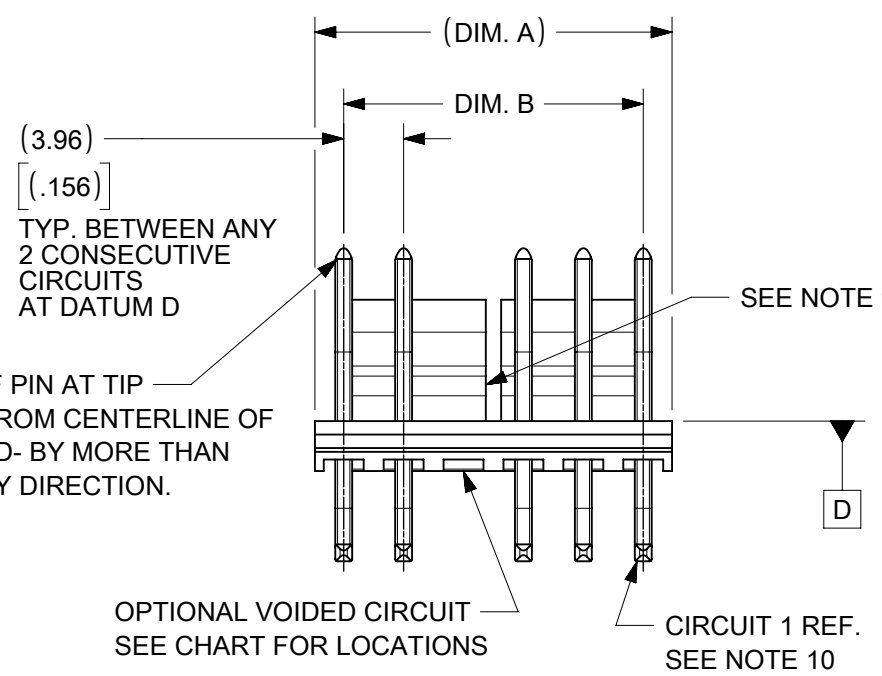 (DIM. A)
DIM. B
(3.96)
[(.156)]
TYP. BETWEEN ANY
2 CONSECUTIVE
CIRCUITS
AT DATUM D
SEE NOTE
PIN AT TIP
FROM CENTERLINE OF
D- BY MORE THAN
Y DIRECTION.
D
OPTIONAL VOIDED CIRCUIT
SEE CHART FOR LOCATIONS
CIRCUIT 1 REF.
SEE NOTE 10